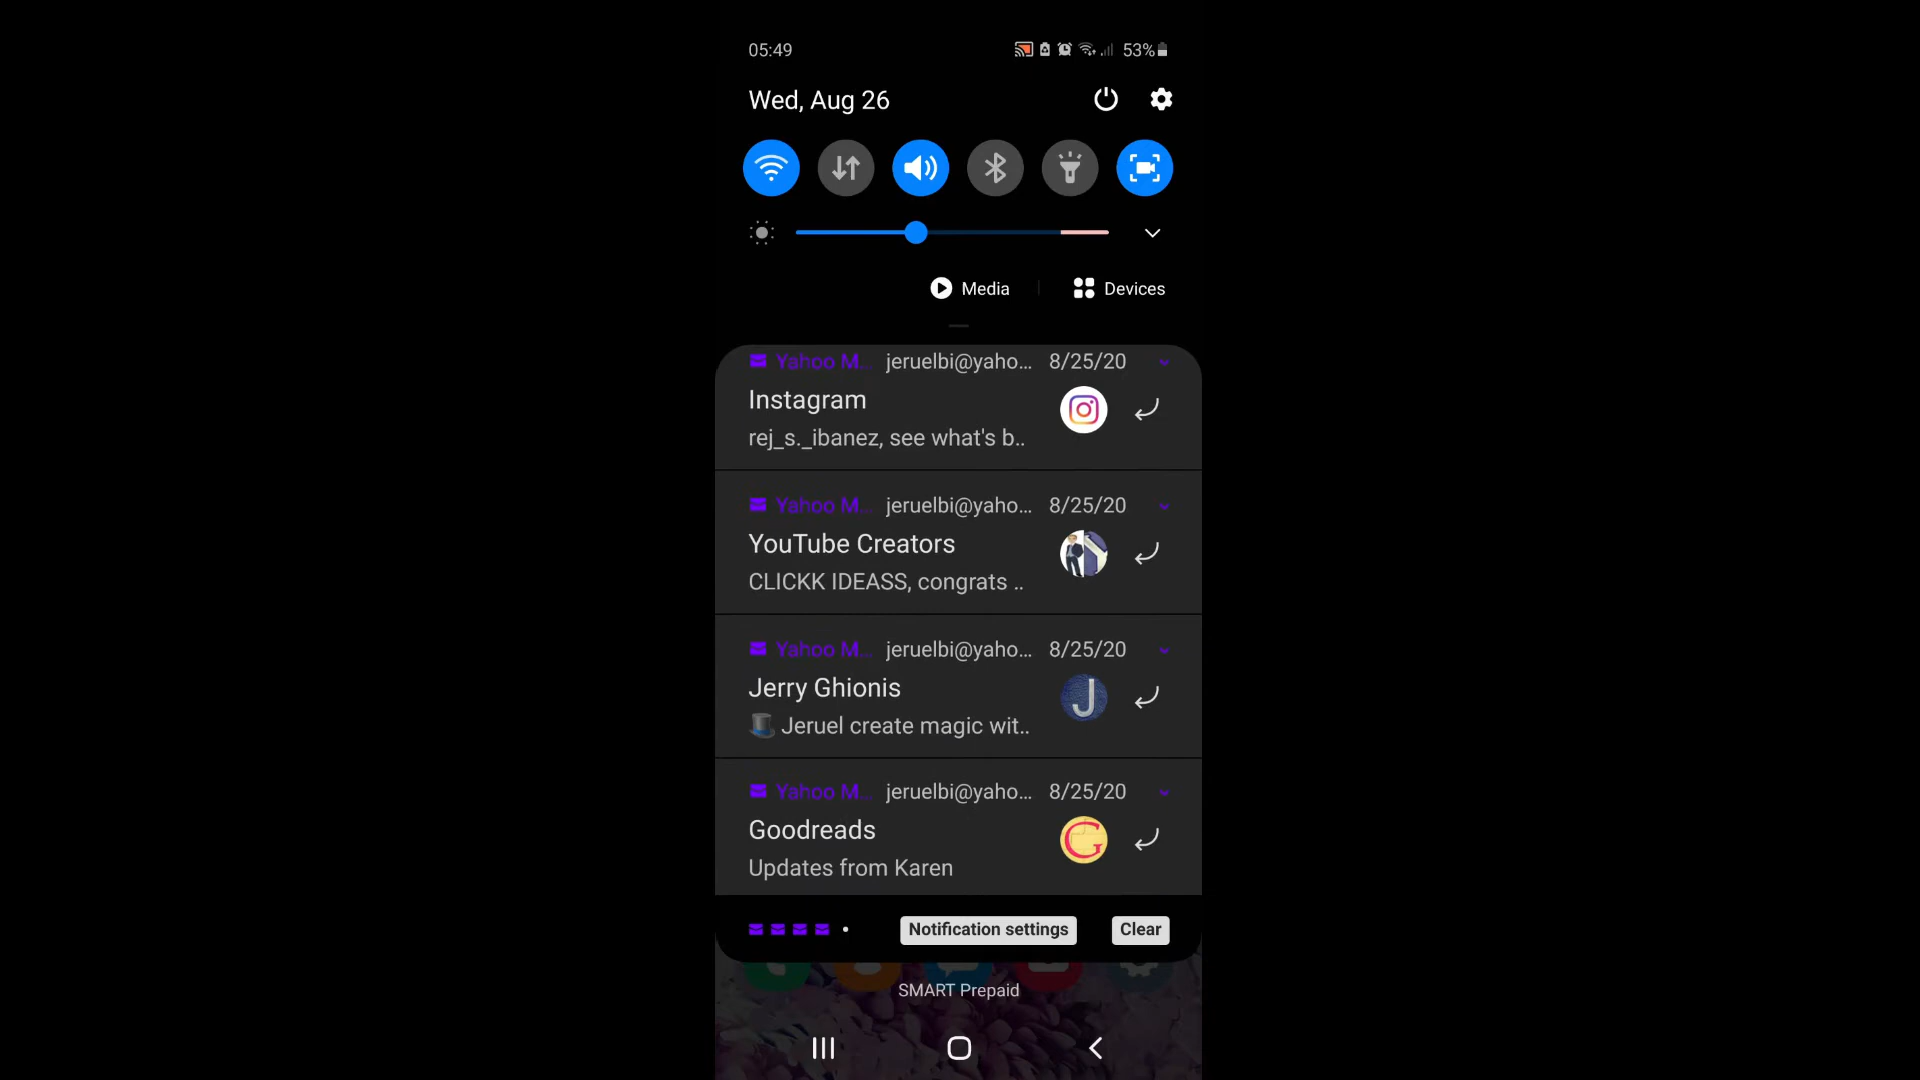 05:49 53%
Wed, Aug 26
Media Devices
Yahoo M... jeruelbi@yaho... 8/25/20
Instagram
rej_s._ibanez, see what's b..
Yahoo M... jeruelbi@yaho... 8/25/20
YouTube Creators
CLICKK IDEASS, congrats ..
Yahoo M... jeruelbi@yaho... 8/25/20
Jerry Ghionis
J
🎩 Jeruel create magic wit..
Yahoo M... jeruelbi@yaho... 8/25/20
Goodreads
G
Updates from Karen
Notification settings Clear
SMART Prepaid